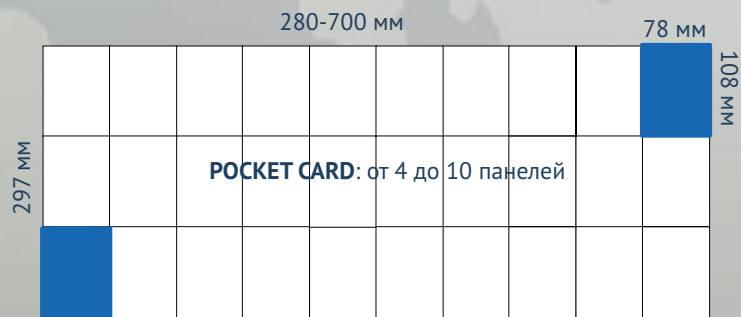 280-700 мм
78 мм
108 мм
297 мм
POCKET CARD: от 4 до 10 панелей